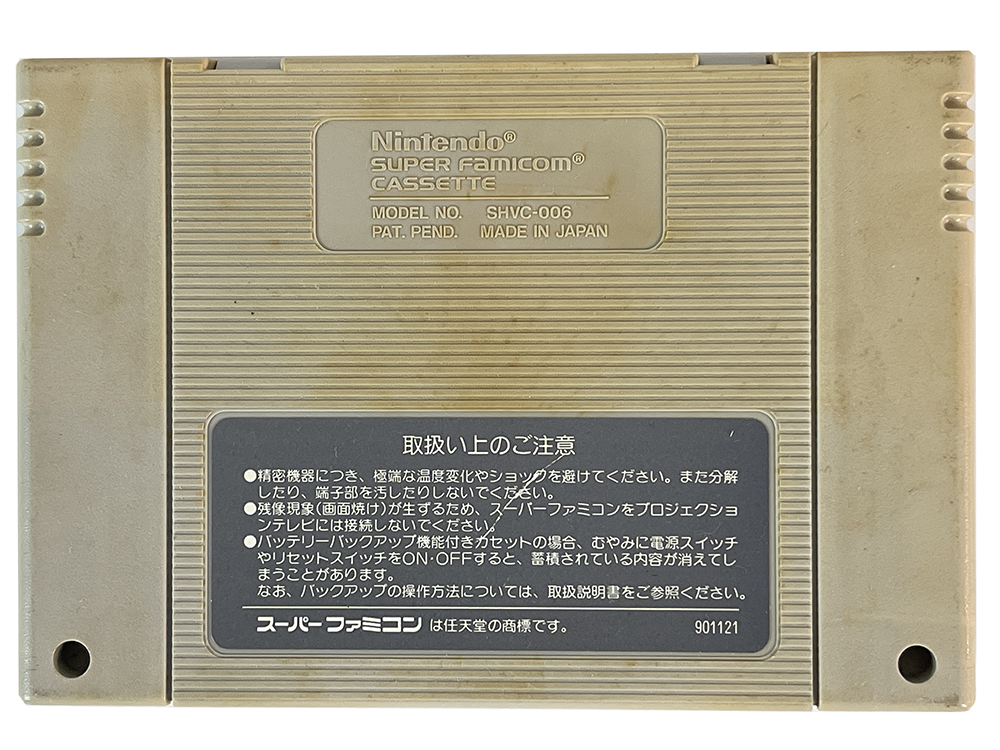 Nintendo®
SUPER FAMICOM®
CASSETTE
MODEL NO. SHVC-006
PAT. PEND. MADE IN JAPAN
取扱い上のご注意
●精密機器につき、極端な温度変化やショックを避けてください。また分解
したり、端子部を汚したりしないでください。
●残像現象(画面焼け)が生ずるため、スーパーファミコンをプロジェクショ
ンテレビには接続しないでください。
●バッテリーバックアップ機能付きカセットの場合、むやみに電源スイッチ
やリセットスイッチをON·OFFすると、蓄積されている内容が消えてし
まうことがあります。
なお、バックアップの操作方法については、取扱説明書をご参照ください。
スーパーファミコンは任天堂の商標です。 901121